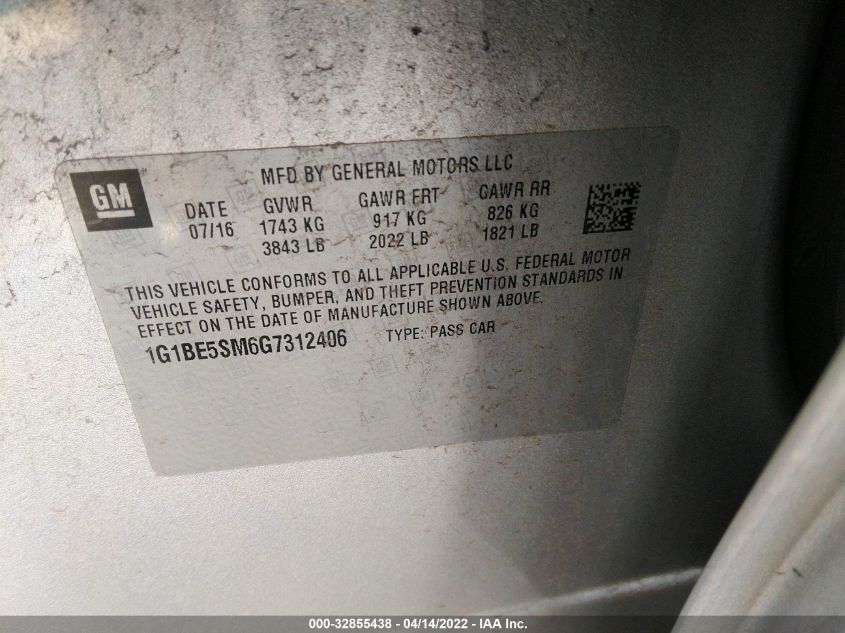 MFD BY GENERAL MOTORS LLC
GM
DATE GVWR GAWR FRT GAWR RR
07/16 1743 KG 917 KG 826 KG
3843 LB 2022 LB 1821 LB
THIS VEHICLE CONFORMS TO ALL APPLICABLE U.S. FEDERAL MOTOR
VEHICLE SAFETY, BUMPER, AND THEFT PREVENTION STANDARDS IN
EFFECT ON THE DATE OF MANUFACTURE SHOWN ABOVE.
1G1BE5SM6G7312406 TYPE: PASS CAR
000-32855438 - 04/14/2022 - IAA Inc.